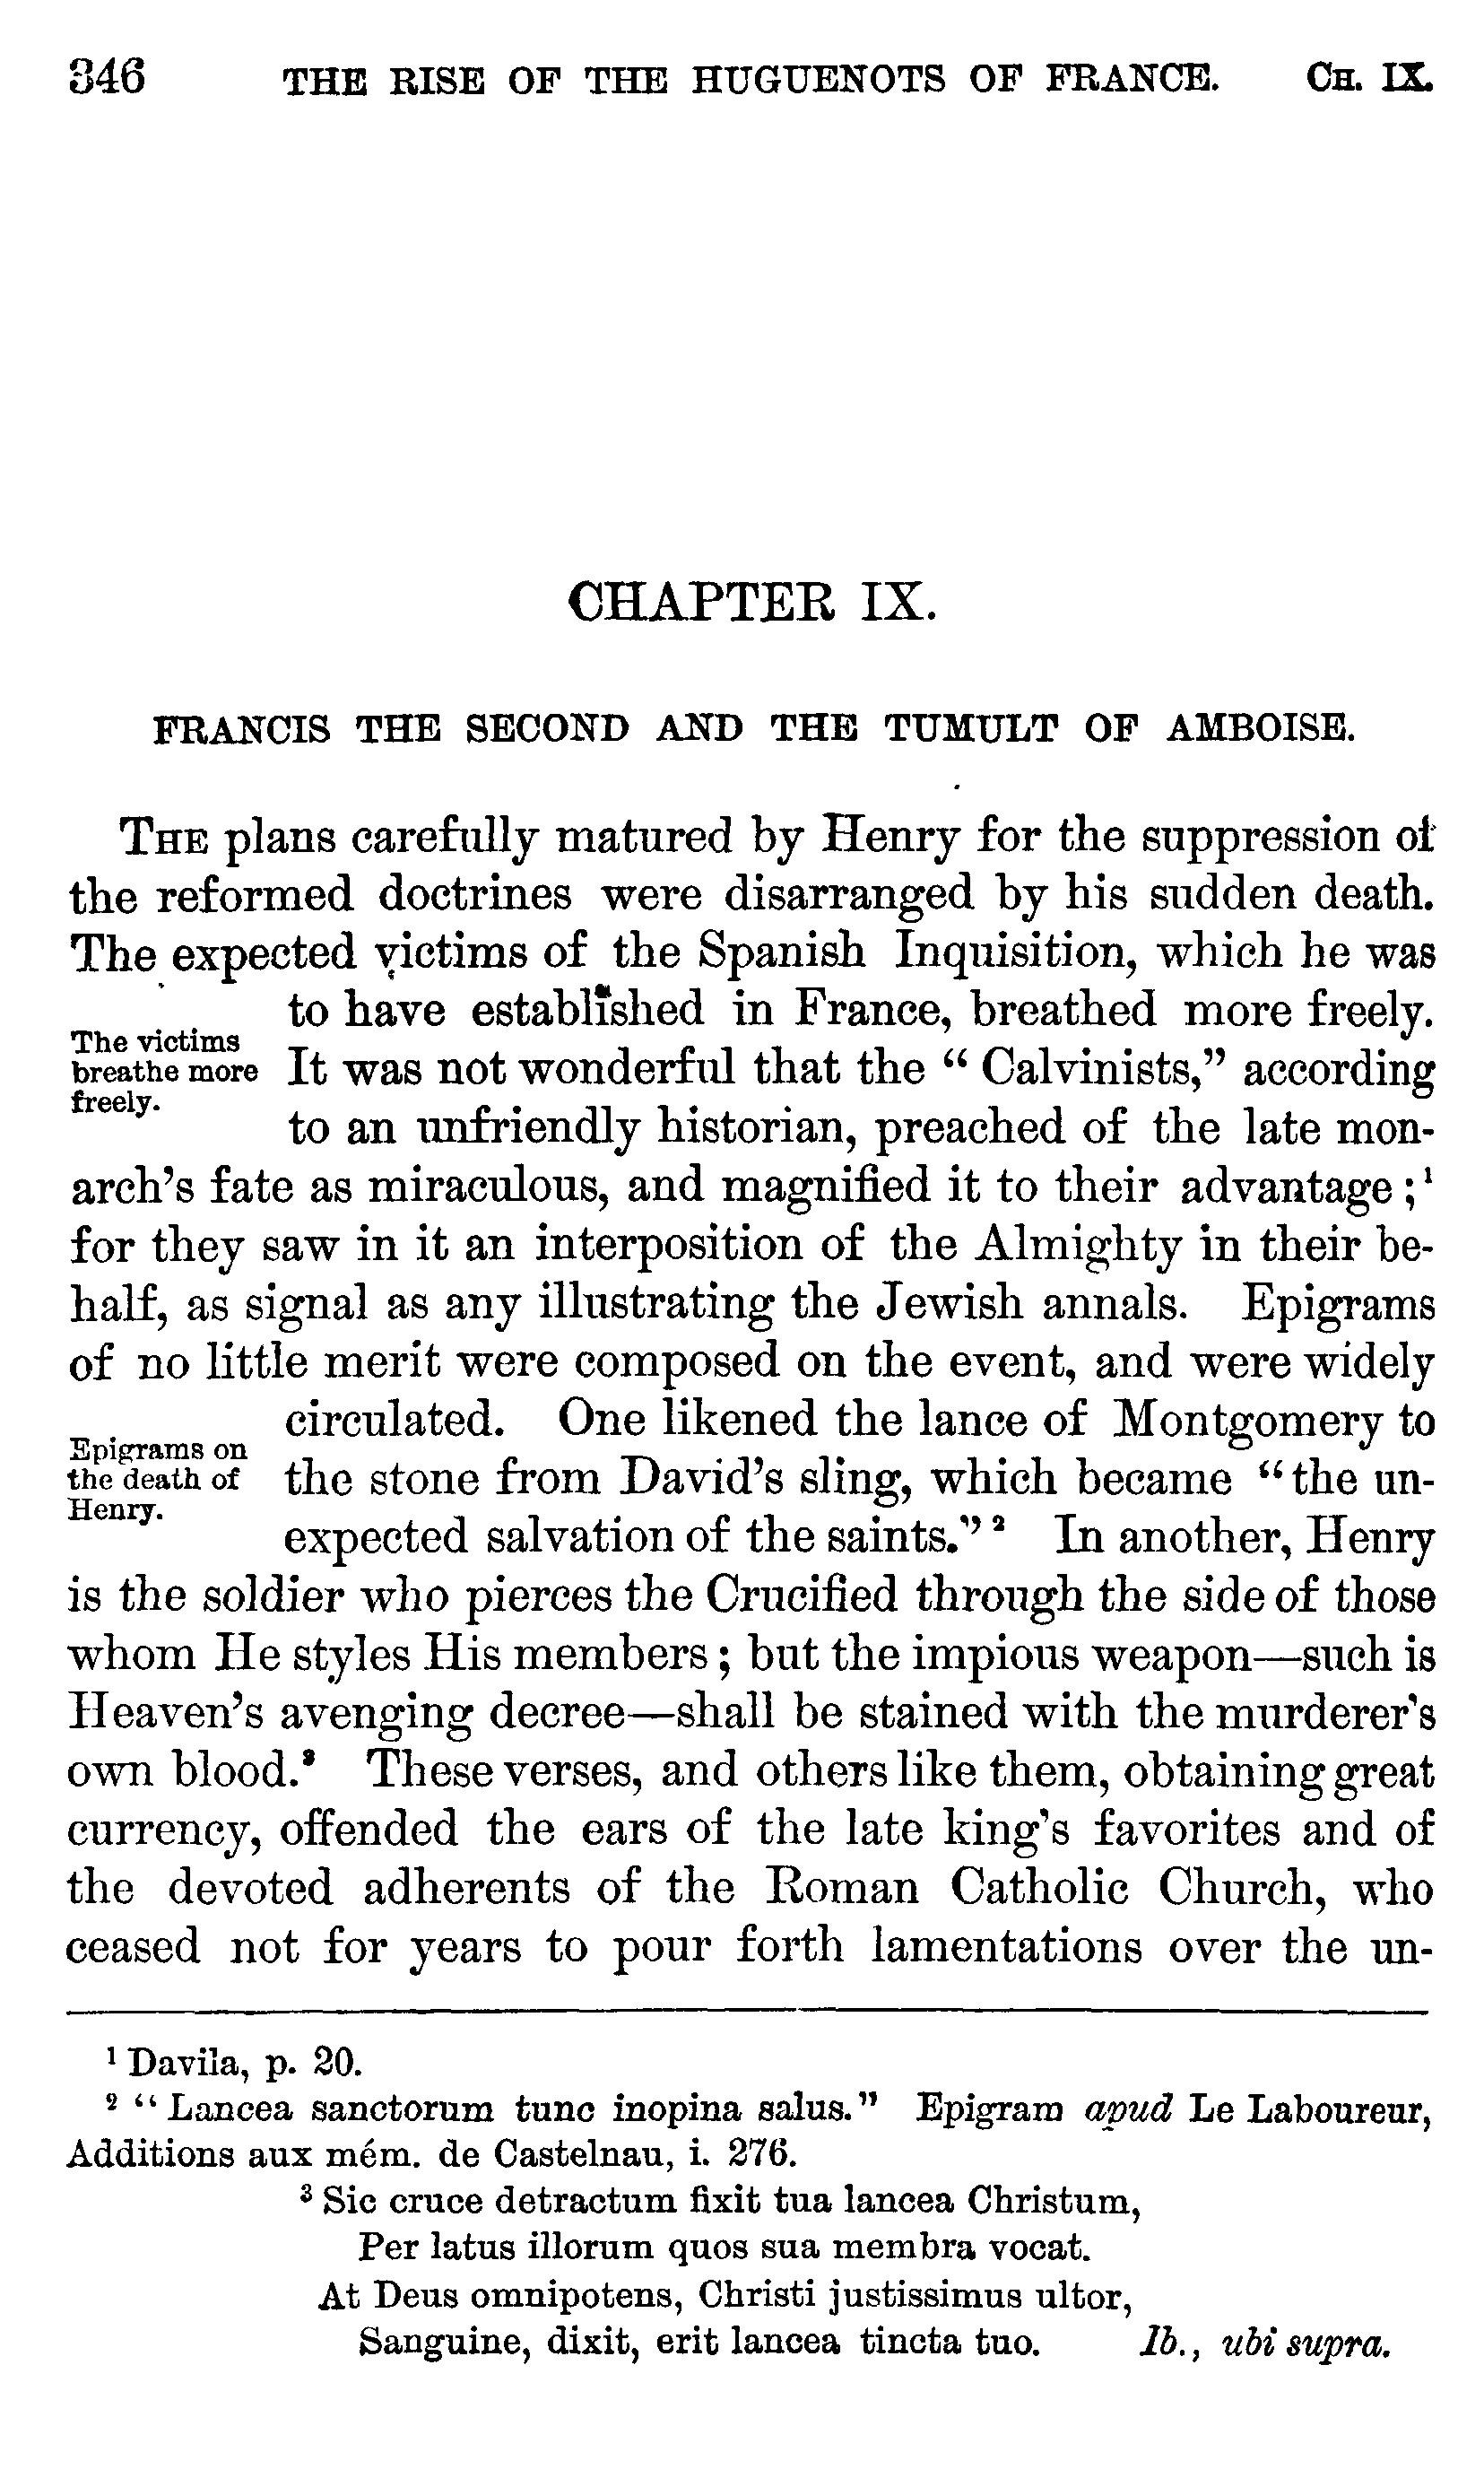 346 THE RISE OF THE HUGUENOTS OF FRANCE. CH. IX.
CHAPTER IX.
FRANCIS THE SECOND AND THE TUMULT OF AMBOISE.
THE plans carefully matured by Henry for the suppression of
the reformed doctrines were disarranged by his sudden death.
The expected victims of the Spanish Inquisition, which he was
The victims
breathe more
freely.
to have established in France, breathed more freely.
It was not wonderful that the “ Calvinists,” according
to an unfriendly historian, preached of the late mon-
arch’s fate as miraculous, and magnified it to their advantage ;¹
for they saw in it an interposition of the Almighty in their be-
half, as signal as any illustrating the Jewish annals. Epigrams
of no little merit were composed on the event, and were widely
Epigrams on
the death of
Henry.
circulated. One likened the lance of Montgomery to
the stone from David’s sling, which became “the un-
expected salvation of the saints.” ² In another, Henry
is the soldier who pierces the Crucified through the side of those
whom He styles His members ; but the impious weapon—such is
Heaven’s avenging decree—shall be stained with the murderer’s
own blood.³ These verses, and others like them, obtaining great
currency, offended the ears of the late king’s favorites and of
the devoted adherents of the Roman Catholic Church, who
ceased not for years to pour forth lamentations over the un-
¹ Davila, p. 20.
² “ Lancea sanctorum tunc inopina salus.” Epigram apud Le Laboureur,
Additions aux mém. de Castelnau, i. 276.
³ Sic cruce detractum fixit tua lancea Christum,
Per latus illorum quos sua membra vocat.
At Deus omnipotens, Christi justissimus ultor,
Sanguine, dixit, erit lancea tincta tuo. Ib., ubi supra.